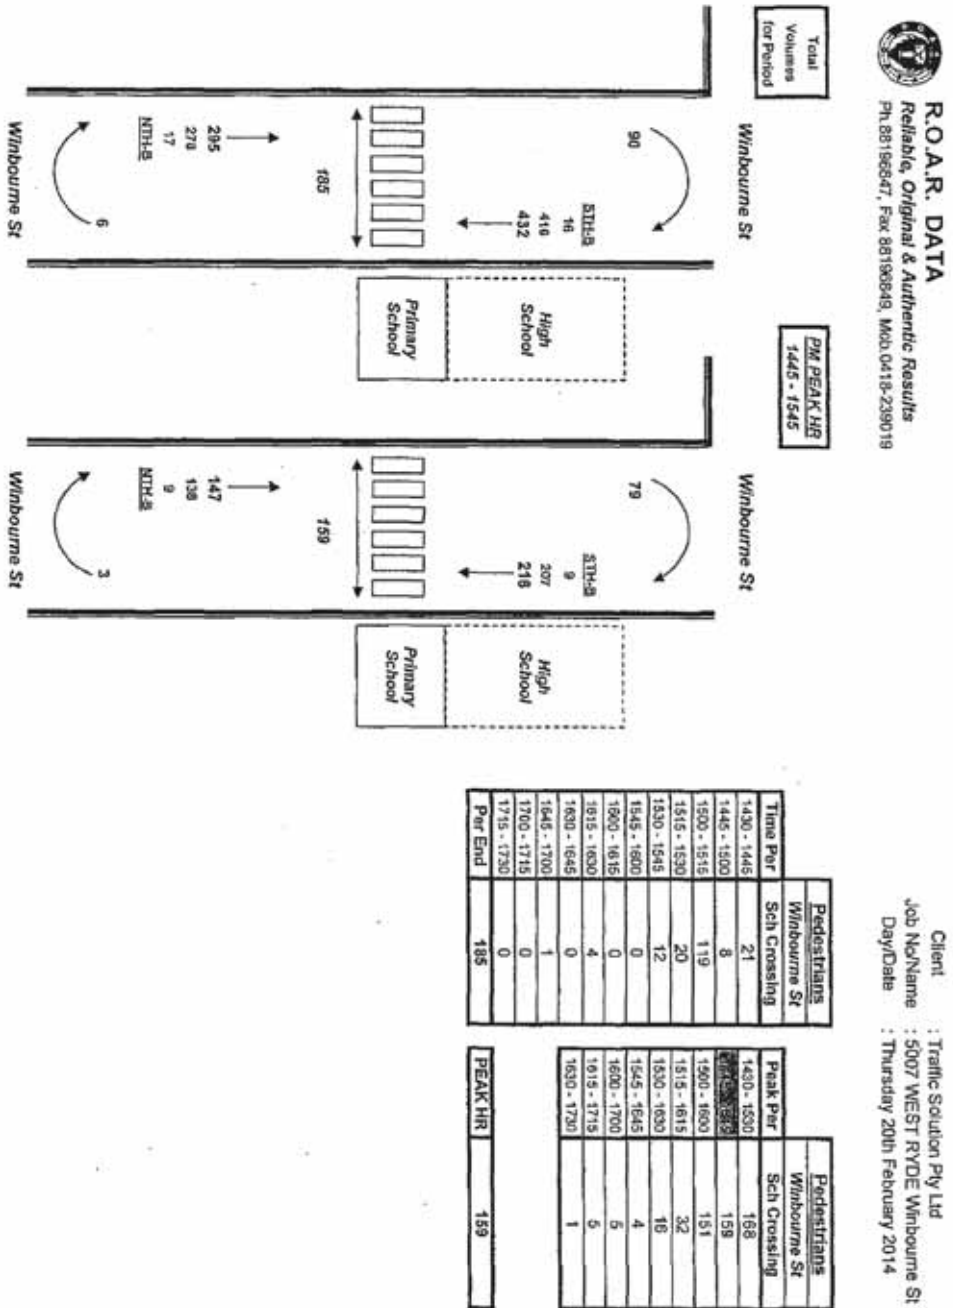 R.O.A.R. DATA
Reliable, Original & Authentic Results
Ph.88196847, Fax 88196849, Mob.0418-239019
Client : Traffic Solution Pty Ltd
Job No/Name : 5007 WEST RYDE Winbourne St
Day/Date : Thursday 20th February 2014
Total
Volumes
for Period
Winbourne St
90
STH-B
16
416
432
185
295
278
17
NTH-B
6
Winbourne St
High
School
Primary
School
PM PEAK HR
1445 - 1545
Winbourne St
79
STH-B
9
207
216
159
147
138
9
NTH-B
3
Winbourne St
High
School
Primary
School
Pedestrians
Winbourne St
Time Per Sch Crossing
1430 - 1445 21
1445 - 1500 8
1500 - 1515 119
1515 - 1530 20
1530 - 1545 12
1545 - 1600 0
1600 - 1615 0
1615 - 1630 4
1630 - 1645 0
1645 - 1700 1
1700 - 1715 0
1715 - 1730 0
Per End 185
Pedestrians
Winbourne St
Peak Per Sch Crossing
1430 - 1530 168
159
1500 - 1600 151
1515 - 1615 32
1530 - 1630 16
1545 - 1645 4
1600 - 1700 5
1615 - 1715 5
1630 - 1730 1
PEAK HR 159